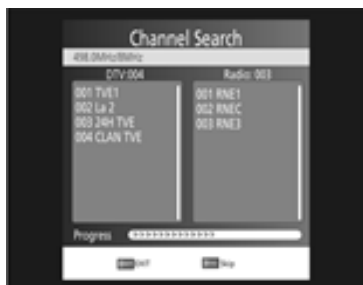 Channel Search
498.0MHz/8MHz
DTV:004
Radio: 003
001 TVE1
002 La 2
003 24H TVE
004 CLAN TVE
001 RNE1
002 RNEC
003 RNE3
Progress >>>>>>>>>>>>>
EXIT
Skip